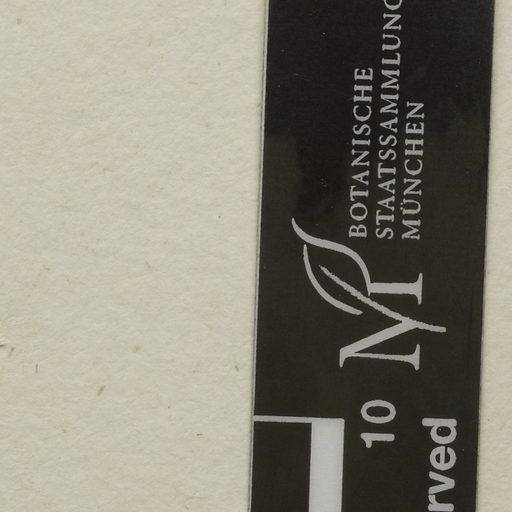 BOTANISCHE
STAATSSAMMLUNG
MÜNCHEN
M
10
rved